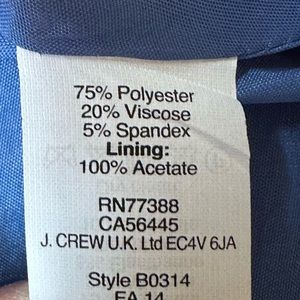 75% Polyester
20% Viscose
5% Spandex
Lining:
100% Acetate
RN77388
CA56445
J. CREW U.K. Ltd EC4V 6JA
Style B0314
FA 14